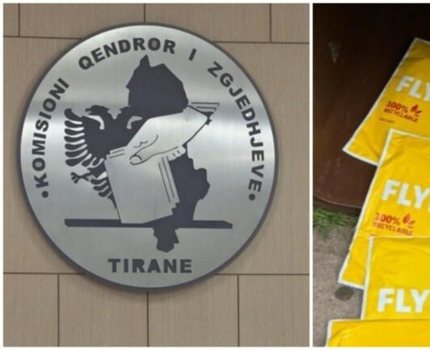 •KOMISIONI QENDROR I ZGJEDHJEVE•
TIRANE
FLY
100%
RECYCLABLE
FLY
100%
RECYCLABLE
FLY